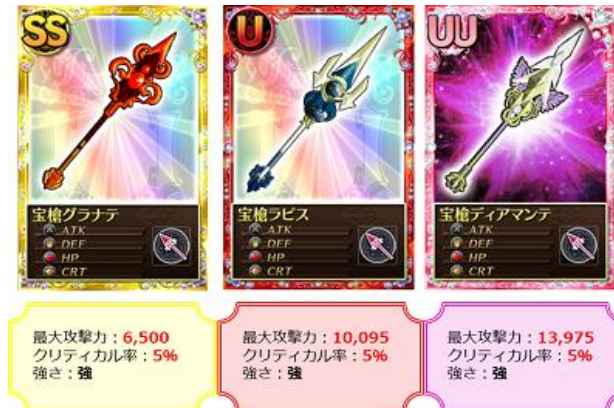 SS
宝槍グラナテ
ATK
DEF
HP
CRT
最大攻撃力：6,500
クリティカル率：5%
強さ：強
U
宝槍ラピス
ATK
DEF
HP
CRT
最大攻撃力：10,095
クリティカル率：5%
強さ：強
UU
宝槍ディアマンテ
ATK
DEF
HP
CRT
最大攻撃力：13,975
クリティカル率：5%
強さ：強